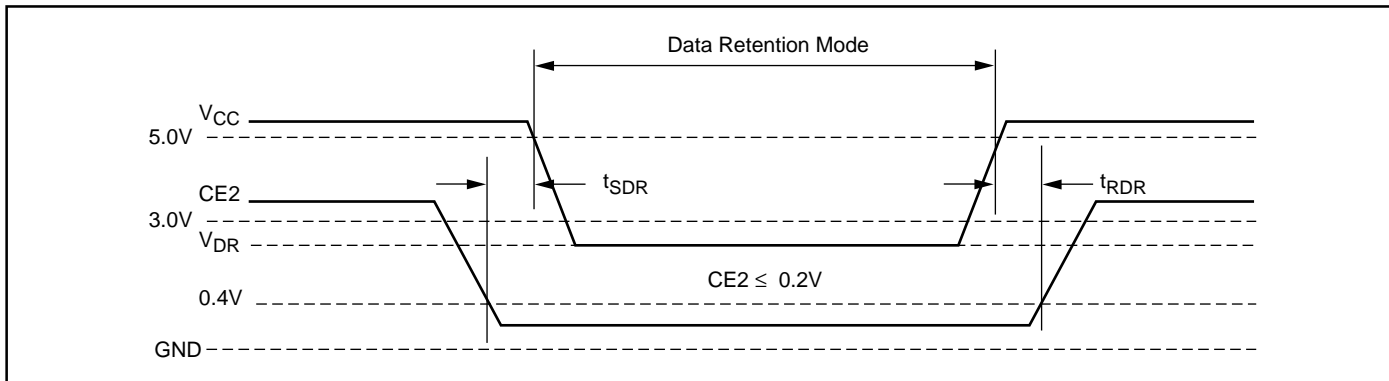 Data Retention Mode
VCC
5.0V
tSDR
tRDR
CE2
3.0V
VDR
CE2 ≤ 0.2V
0.4V
GND